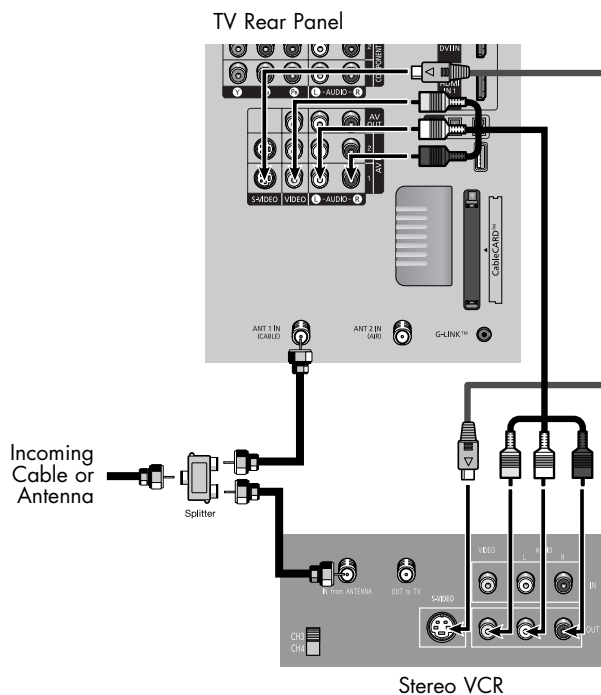 TV Rear Panel
2
COMPONENT
DVI IN
HDMI
IN 1
Y
PR
L - AUDIO - R
AV
OUT
2
AV
1
S-VIDEO
VIDEO
L - AUDIO - R
CableCARD™
ANT 1 IN
(CABLE)
ANT 2 IN
(AIR)
G-LINK™
Incoming
Cable or
Antenna
Splitter
VIDEO
L
R
IN
IN from ANTENNA
OUT to TV
S-VIDEO
OUT
CH3
CH4
Stereo VCR